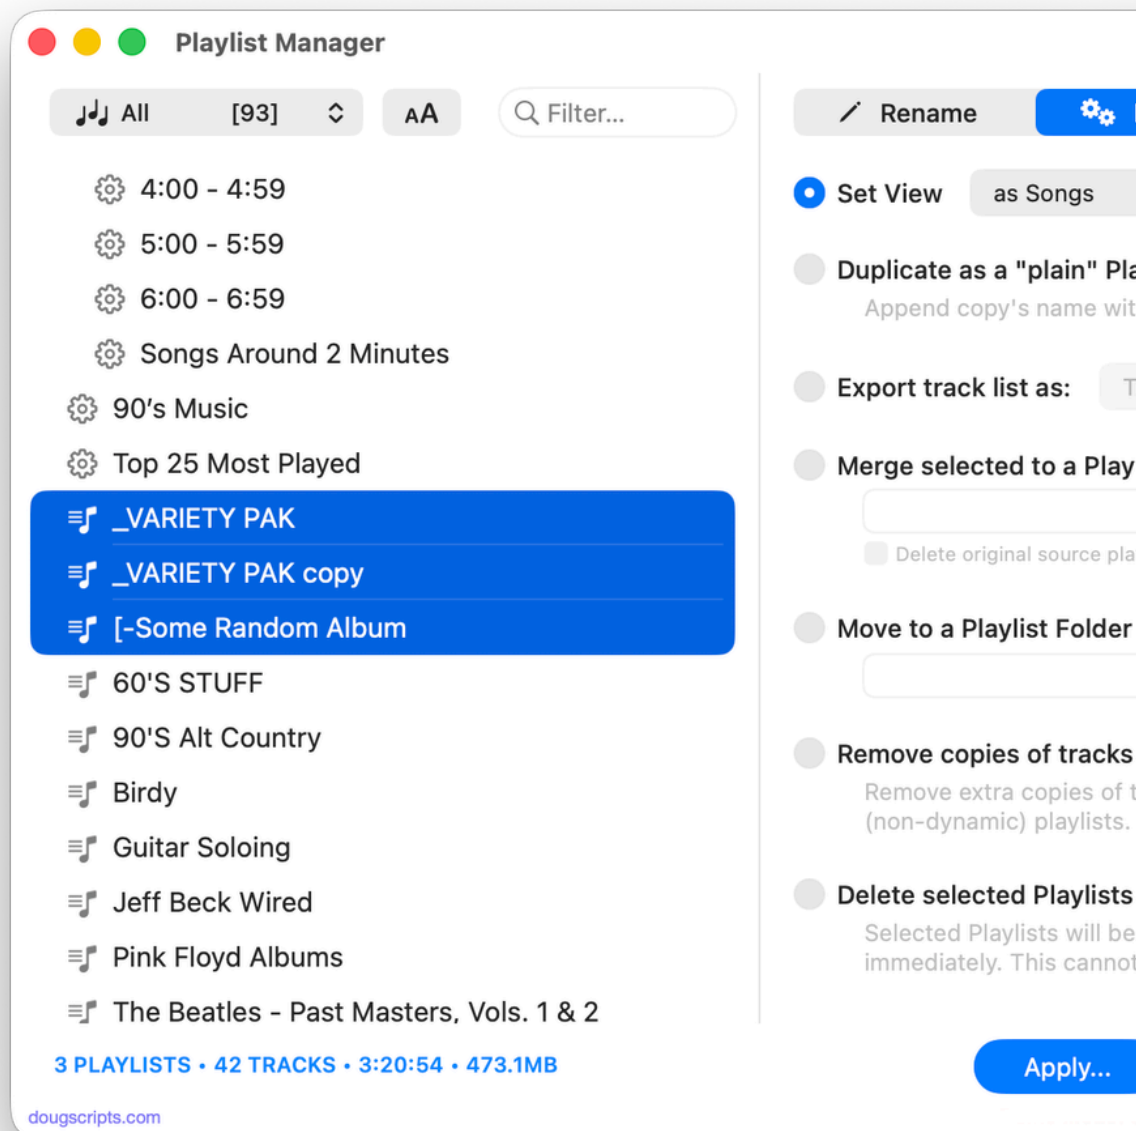 Playlist Manager
All [93]
AA
Filter...
4:00 - 4:59
5:00 - 5:59
6:00 - 6:59
Songs Around 2 Minutes
90’s Music
Top 25 Most Played
_VARIETY PAK
_VARIETY PAK copy
[-Some Random Album
60'S STUFF
90'S Alt Country
Birdy
Guitar Soloing
Jeff Beck Wired
Pink Floyd Albums
The Beatles - Past Masters, Vols. 1 & 2
3 PLAYLISTS • 42 TRACKS • 3:20:54 • 473.1MB
dougscripts.com
Rename
Set View as Songs
Duplicate as a "plain"
Append copy's name
Export track list as:
Merge selected to a
Delete original source
Move to a Playlist Folder
Remove copies of tracks
Remove extra copies of
(non-dynamic) playlists.
Delete selected Playlists
Selected Playlists will be
immediately. This
Apply...